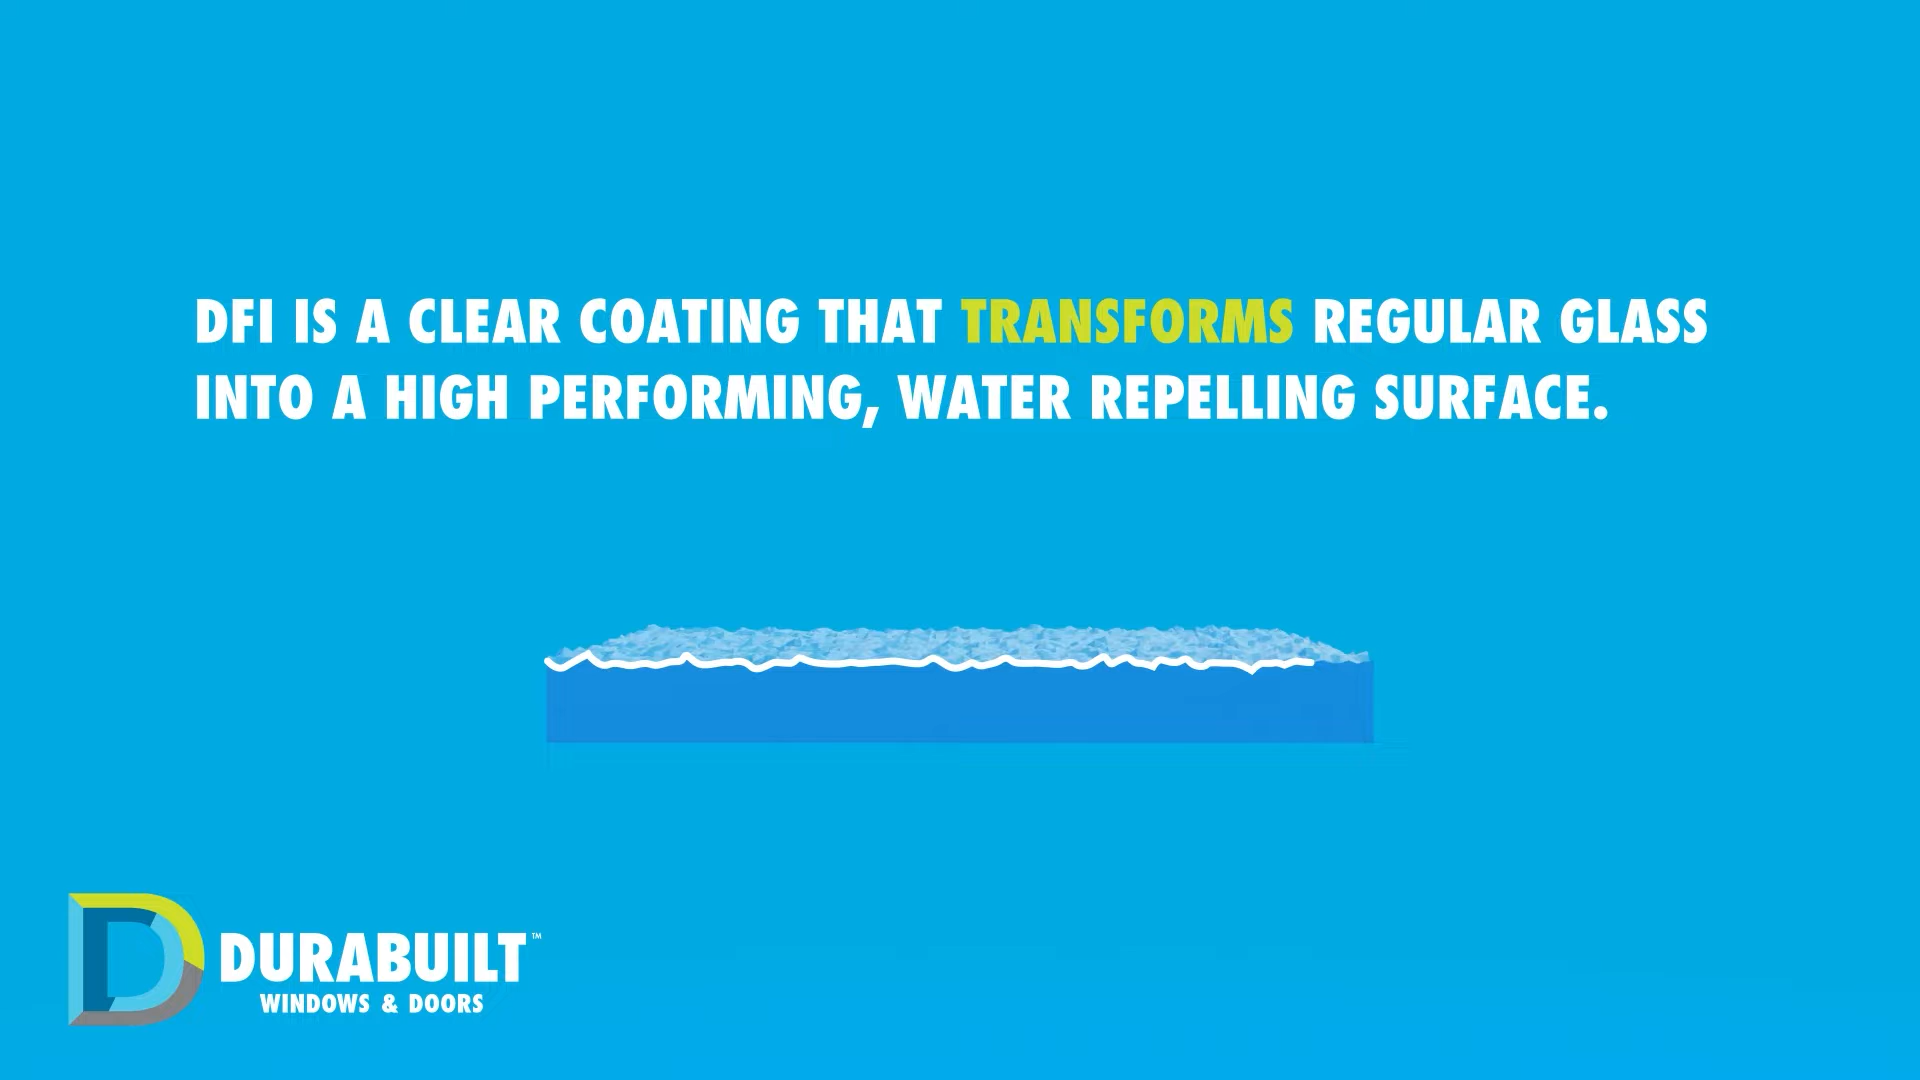 DFI IS A CLEAR COATING THAT TRANSFORMS REGULAR GLASS
INTO A HIGH PERFORMING, WATER REPELLING SURFACE.
DURABUILT™
WINDOWS & DOORS